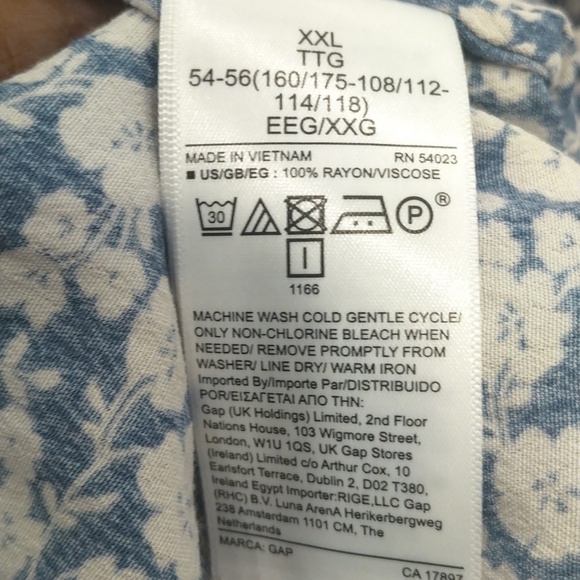 XXL
TTG
54-56(160/175-108/112-
114/118)
EEG/XXG
MADE IN VIETNAM RN 54023
■ US/GB/EG : 100% RAYON/VISCOSE
30 P ®
1166
MACHINE WASH COLD GENTLE CYCLE/
ONLY NON-CHLORINE BLEACH WHEN
NEEDED/ REMOVE PROMPTLY FROM
WASHER/ LINE DRY/ WARM IRON
Imported By/Importe Par/DISTRIBUIDO
POR/ΕΙΣΑΓΕΤΑΙ ΑΠΟ ΤΗΝ:
Gap (UK Holdings) Limited, 2nd Floor
Nations House, 103 Wigmore Street,
London, W1U 1QS, UK Gap Stores
(Ireland) Limited c/o Arthur Cox, 10
Earlsfort Terrace, Dublin 2, D02 T380,
Ireland Egypt Importer:RIGE,LLC Gap
(RHC) B.V. Luna ArenA Herikerbergweg
238 Amsterdam 1101 CM, The
Netherlands
MARCA: GAP CA 17897